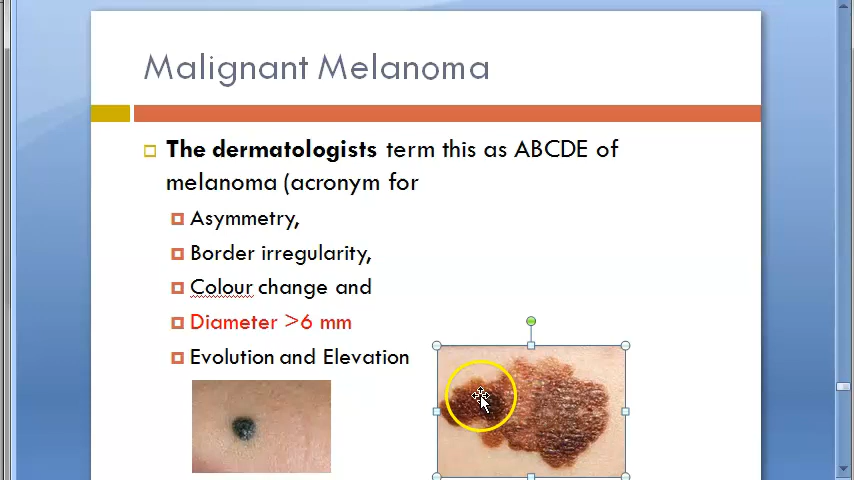 Malignant Melanoma
The dermatologists term this as ABCDE of
melanoma (acronym for
Asymmetry,
Border irregularity,
Colour change and
Diameter >6 mm
Evolution and Elevation